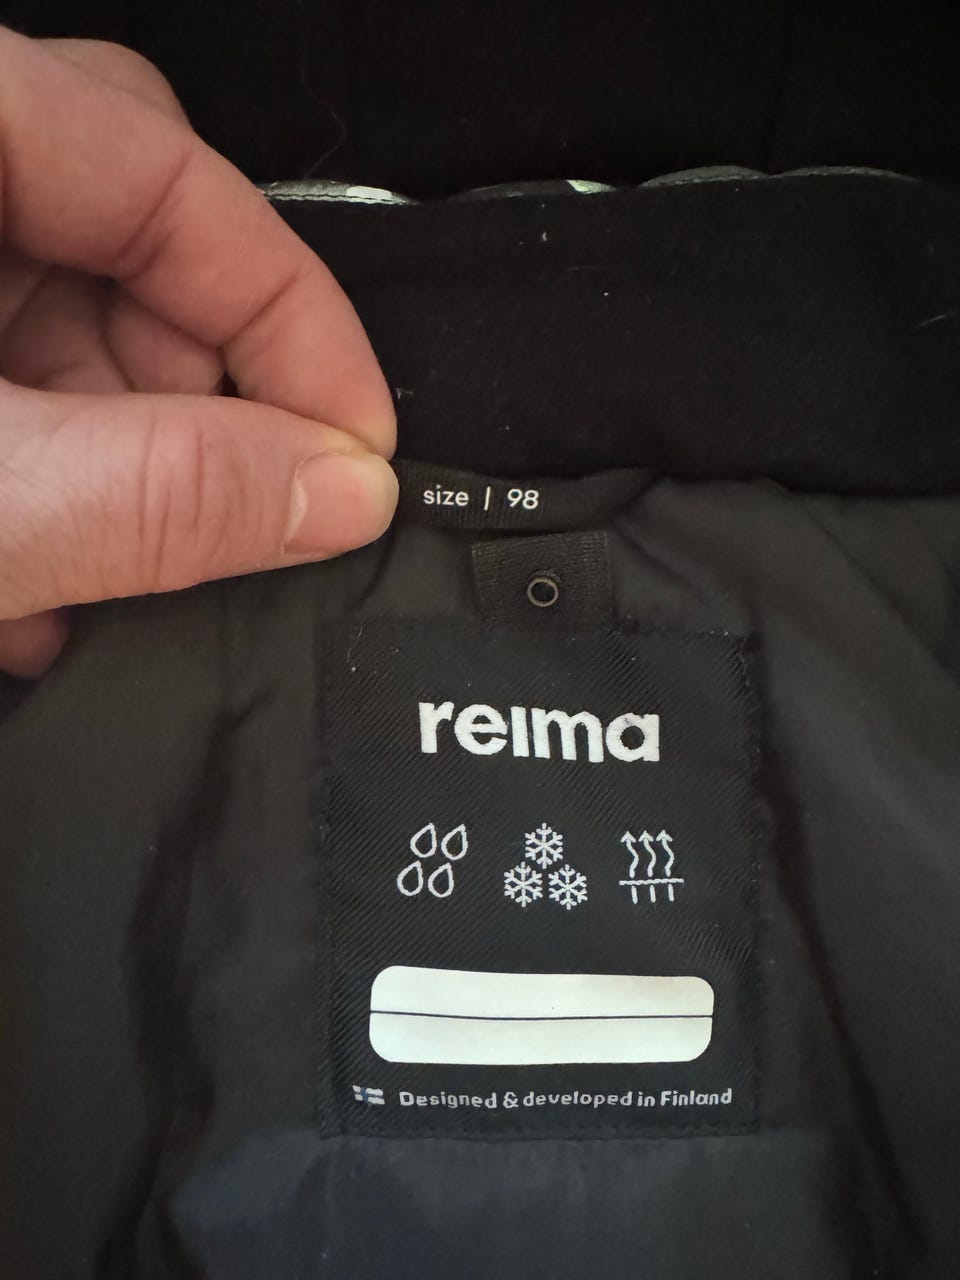 size | 98
reima
Designed & developed in Finland